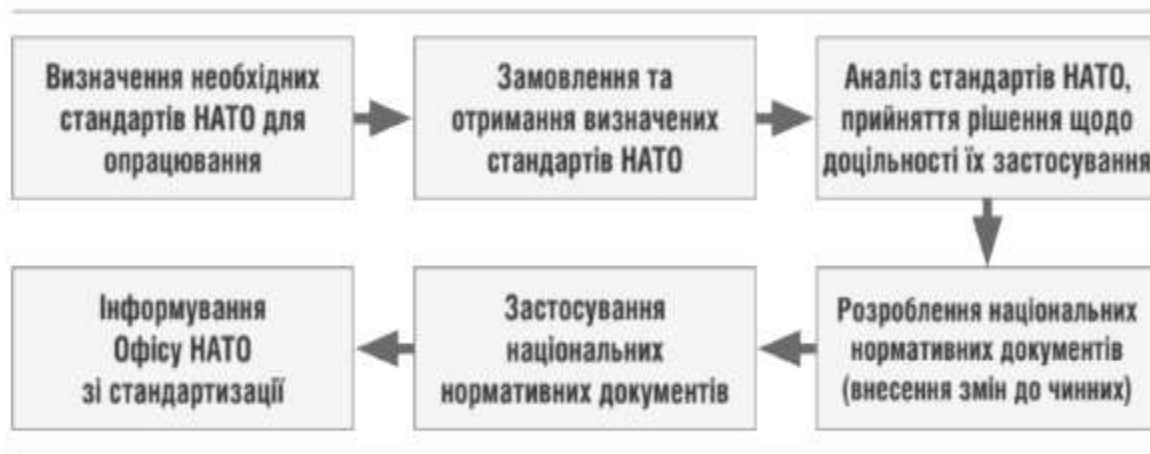 Визначення необхідних
стандартів НАТО для
опрацювання
Замовлення та
отримання визначених
стандартів НАТО
Аналіз стандартів НАТО,
прийняття рішення щодо
доцільності їх застосування
Розроблення національних
нормативних документів
(внесення змін до чинних)
Застосування
національних
нормативних документів
Інформування
Офісу НАТО
зі стандартизації